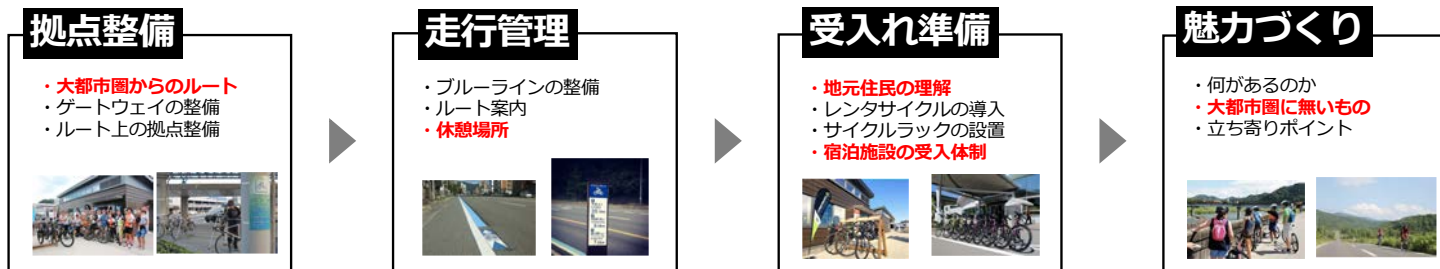 拠点整備
・大都市圏からのルート
・ゲートウェイの整備
・ルート上の拠点整備
走行管理
・ブルーラインの整備
・ルート案内
・休憩場所
受入れ準備
・地元住民の理解
・レンタサイクルの導入
・サイクルラックの設置
・宿泊施設の受入体制
魅力づくり
・何があるのか
・大都市圏に無いもの
・立ち寄りポイント